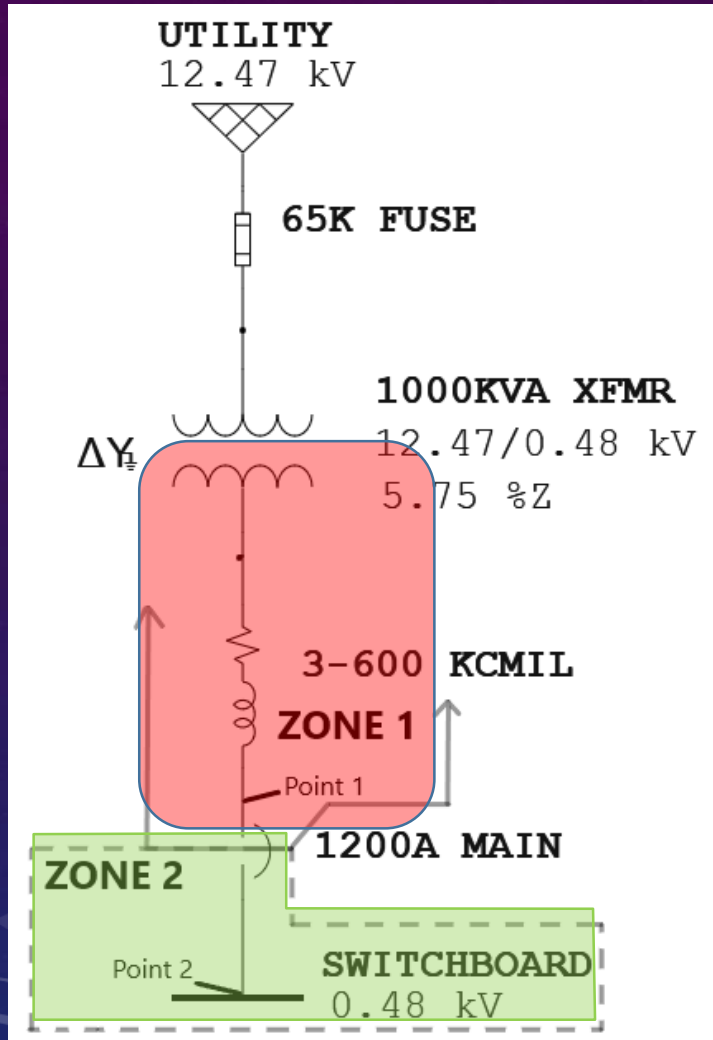 UTILITY
12.47 kV
65K FUSE
1000KVA XFMR
ΔY
12.47/0.48 kV
5.75 %Z
3-600 KCMIL
ZONE 1
Point 1
1200A MAIN
ZONE 2
SWITCHBOARD
Point 2
0.48 kV